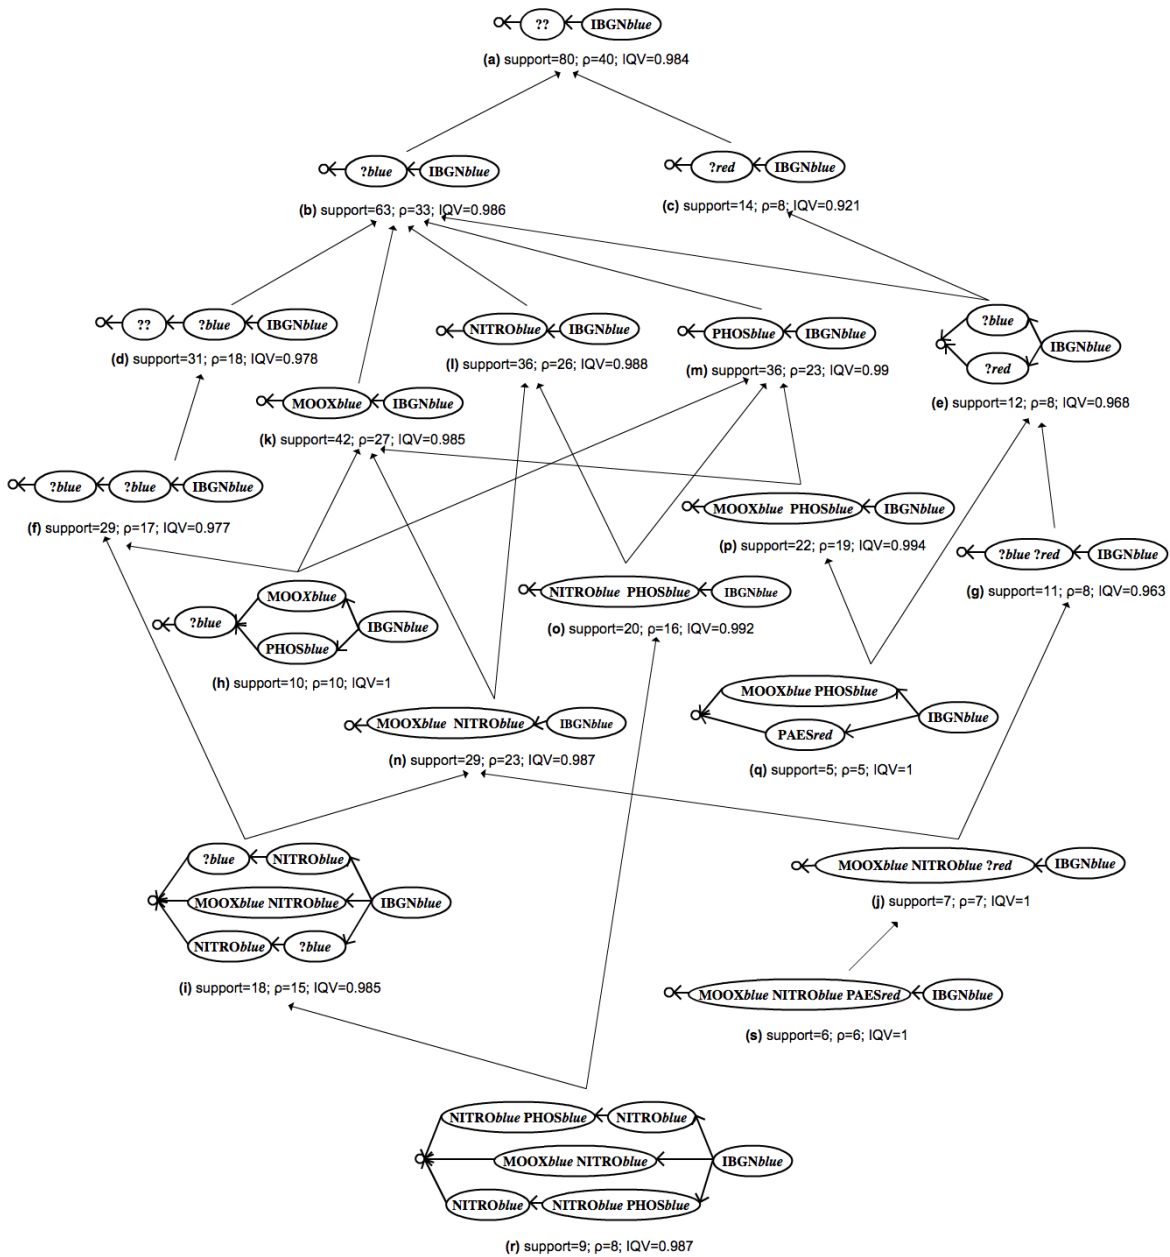 ?? IBGNblue
(a) support=80; ρ=40; IQV=0.984
?blue IBGNblue
(b) support=63; ρ=33; IQV=0.986
?red IBGNblue
(c) support=14; ρ=8; IQV=0.921
?? ?blue IBGNblue
(d) support=31; ρ=18; IQV=0.978
NITROblue IBGNblue
(l) support=36; ρ=26; IQV=0.988
PHOSblue IBGNblue
(m) support=36; ρ=23; IQV=0.99
?blue
IBGNblue
?red
(e) support=12; ρ=8; IQV=0.968
MOOXblue IBGNblue
(k) support=42; ρ=27; IQV=0.985
?blue ?blue IBGNblue
(f) support=29; ρ=17; IQV=0.977
MOOXblue PHOSblue IBGNblue
(p) support=22; ρ=19; IQV=0.994
?blue ?red IBGNblue
(g) support=11; ρ=8; IQV=0.963
MOOXblue
?blue IBGNblue
PHOSblue
(h) support=10; ρ=10; IQV=1
NITROblue PHOSblue IBGNblue
(o) support=20; ρ=16; IQV=0.992
MOOXblue NITROblue IBGNblue
(n) support=29; ρ=23; IQV=0.987
MOOXblue PHOSblue
IBGNblue
PAESred
(q) support=5; ρ=5; IQV=1
?blue NITROblue
MOOXblue NITROblue IBGNblue
NITROblue ?blue
(i) support=18; ρ=15; IQV=0.985
MOOXblue NITROblue ?red IBGNblue
(j) support=7; ρ=7; IQV=1
MOOXblue NITROblue PAESred IBGNblue
(s) support=6; ρ=6; IQV=1
NITROblue PHOSblue NITROblue
MOOXblue NITROblue IBGNblue
NITROblue NITROblue PHOSblue
(r) support=9; ρ=8; IQV=0.987